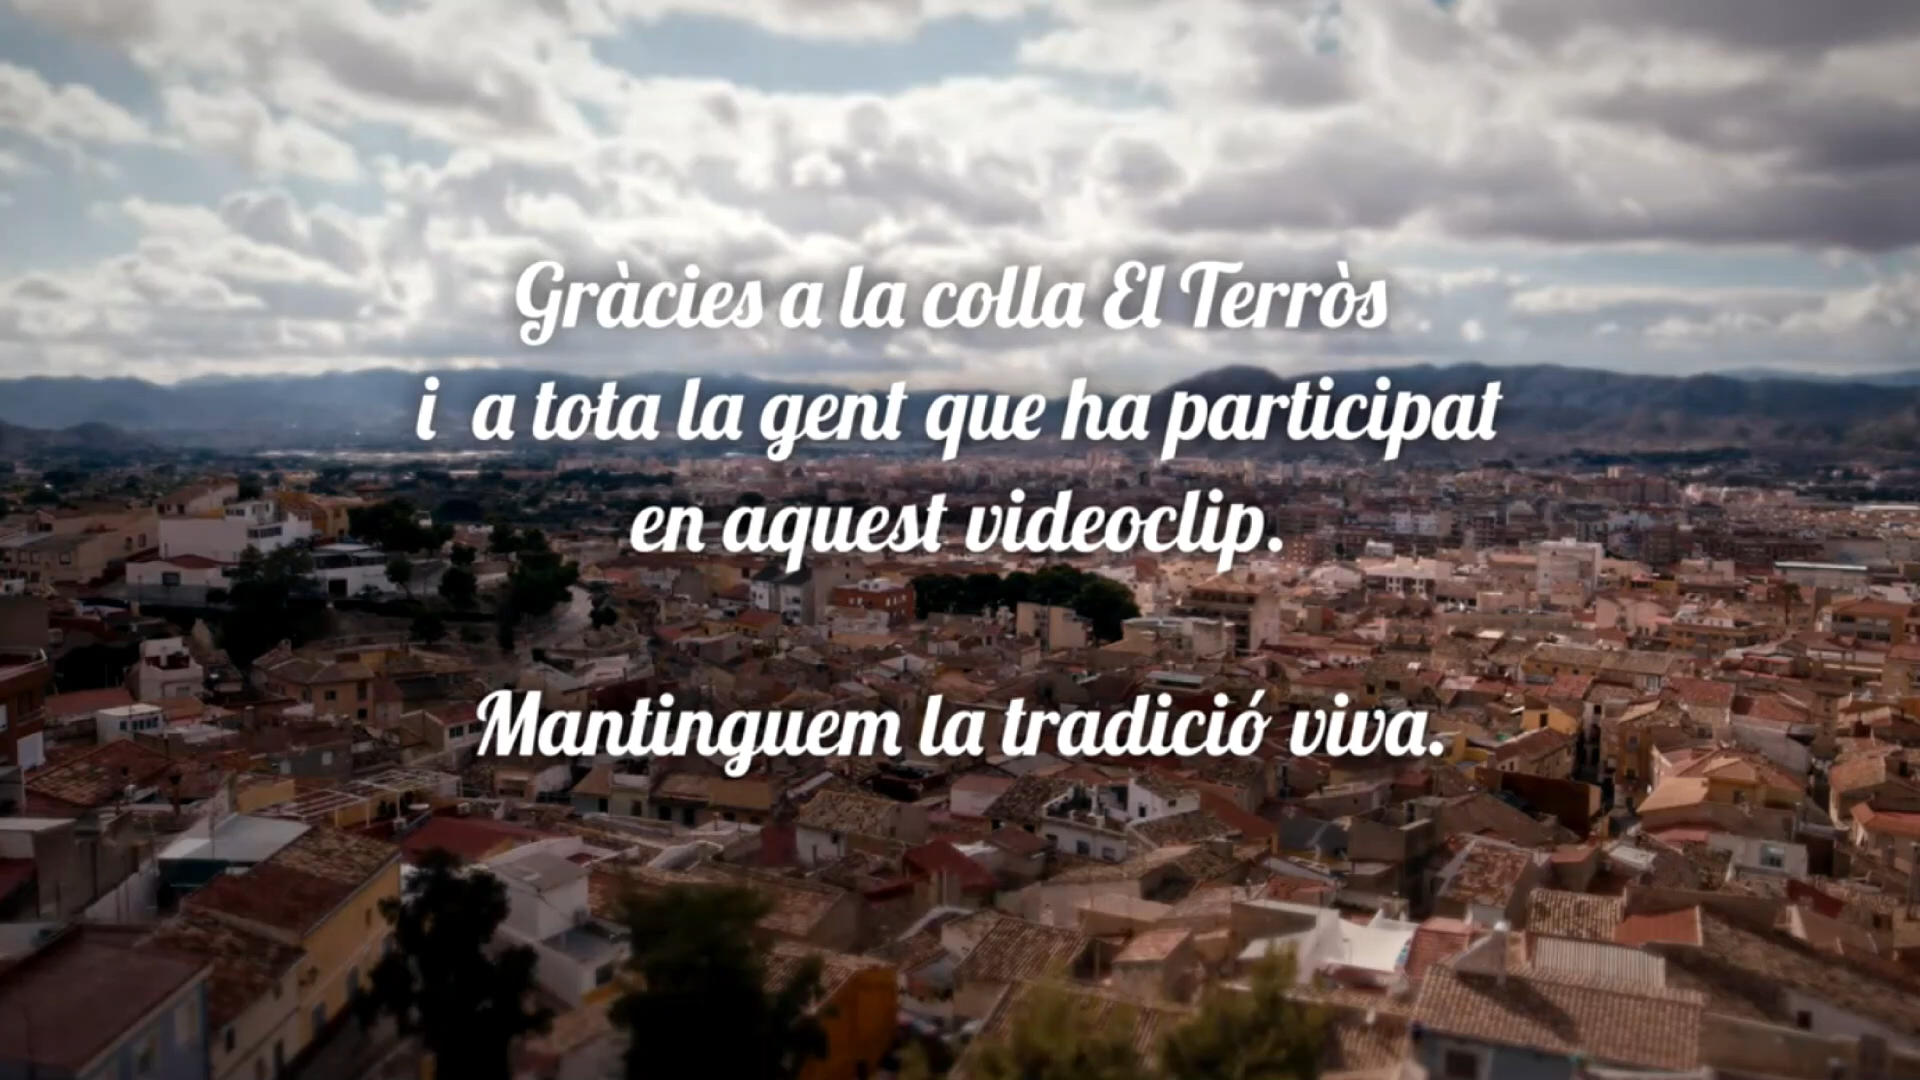 Gràcies a la colla El Terròs
i a tota la gent que ha participat
en aquest videoclip.
Mantinguem la tradició viva.